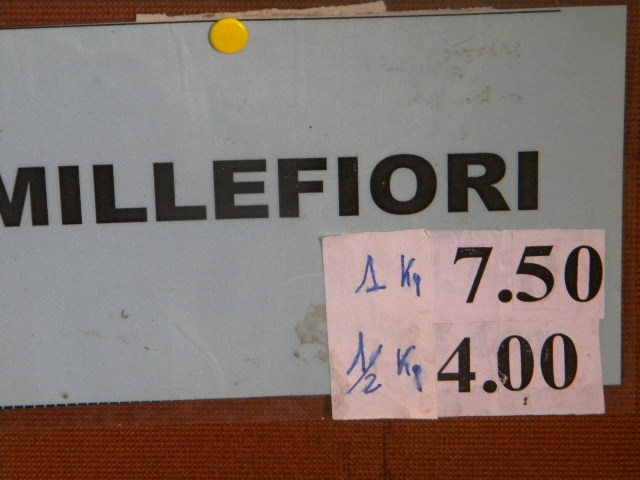 MILLEFIORI
1 Kg 7.50
1/2 Kg 4.00